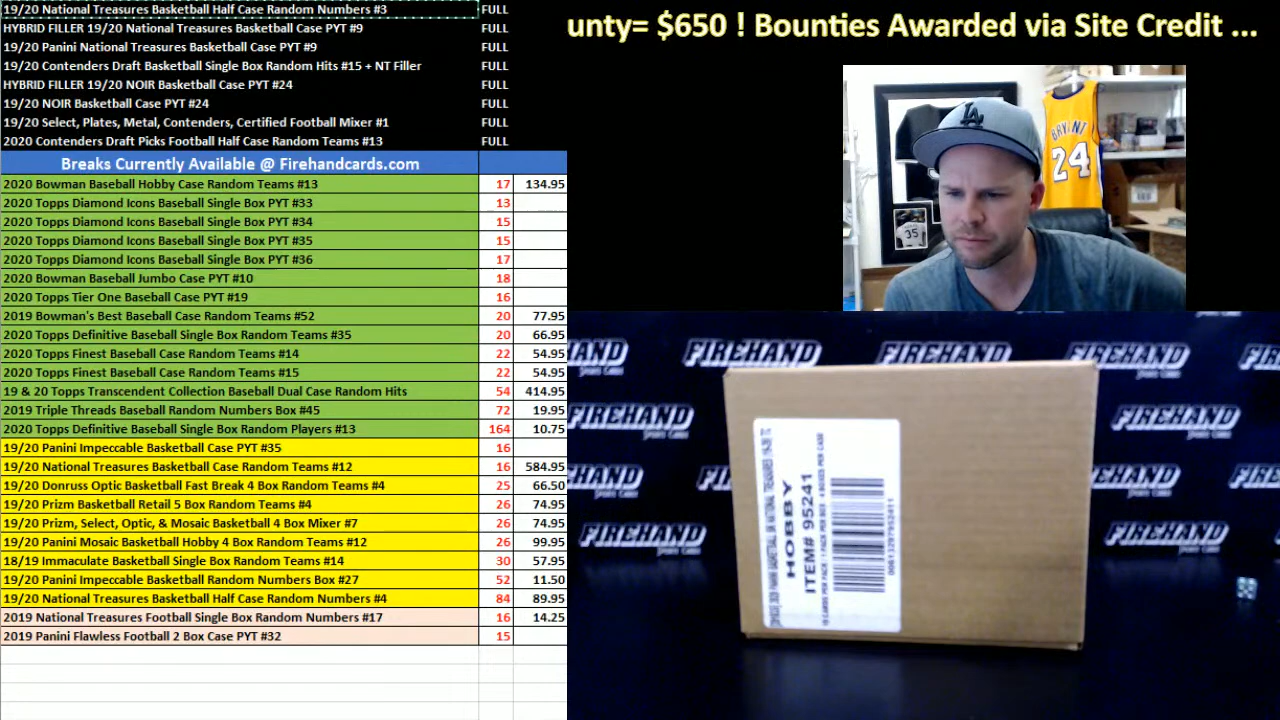 19/20 National Treasures Basketball Half Case Random Numbers #3 FULL
HYBRID FILLER 19/20 National Treasures Basketball Case PYT #9 FULL
19/20 Panini National Treasures Basketball Case PYT #9 FULL
19/20 Contenders Draft Basketball Single Box Random Hits #15 + NT Filler FULL
HYBRID FILLER 19/20 NOIR Basketball Case PYT #24 FULL
19/20 NOIR Basketball Case PYT #24 FULL
19/20 Select, Plates, Metal, Contenders, Certified Football Mixer #1 FULL
2020 Contenders Draft Picks Football Half Case Random Teams #13 FULL
Breaks Currently Available @ Firehandcards.com
2020 Bowman Baseball Hobby Case Random Teams #13 17 134.95
2020 Topps Diamond Icons Baseball Single Box PYT #33 13
2020 Topps Diamond Icons Baseball Single Box PYT #34 15
2020 Topps Diamond Icons Baseball Single Box PYT #35 15
2020 Topps Diamond Icons Baseball Single Box PYT #36 17
2020 Bowman Baseball Jumbo Case PYT #10 18
2020 Topps Tier One Baseball Case PYT #19 16
2019 Bowman's Best Baseball Case Random Teams #52 20 77.95
2020 Topps Definitive Baseball Single Box Random Teams #35 20 66.95
2020 Topps Finest Baseball Case Random Teams #14 22 54.95
2020 Topps Finest Baseball Case Random Teams #15 22 54.95
19 & 20 Topps Transcendent Collection Baseball Dual Case Random Hits 54 414.95
2019 Triple Threads Baseball Random Numbers Box #45 72 19.95
2020 Topps Definitive Baseball Single Box Random Players #13 164 10.75
19/20 Panini Impeccable Basketball Case PYT #35 16
19/20 National Treasures Basketball Case Random Teams #12 16 584.95
19/20 Donruss Optic Basketball Fast Break 4 Box Random Teams #4 25 66.50
19/20 Prizm Basketball Retail 5 Box Random Teams #4 26 74.95
19/20 Prizm, Select, Optic, & Mosaic Basketball 4 Box Mixer #7 26 74.95
19/20 Panini Mosaic Basketball Hobby 4 Box Random Teams #12 26 99.95
18/19 Immaculate Basketball Single Box Random Teams #14 30 57.95
19/20 Panini Impeccable Basketball Random Numbers Box #27 52 11.50
19/20 National Treasures Basketball Half Case Random Numbers #4 84 89.95
2019 National Treasures Football Single Box Random Numbers #17 16 14.25
2019 Panini Flawless Football 2 Box Case PYT #32 15
unty= $650 ! Bounties Awarded via Site Credit ...
BRYANT
24
LA
35
FIREHAND
HOBBY
ITEM# 95241